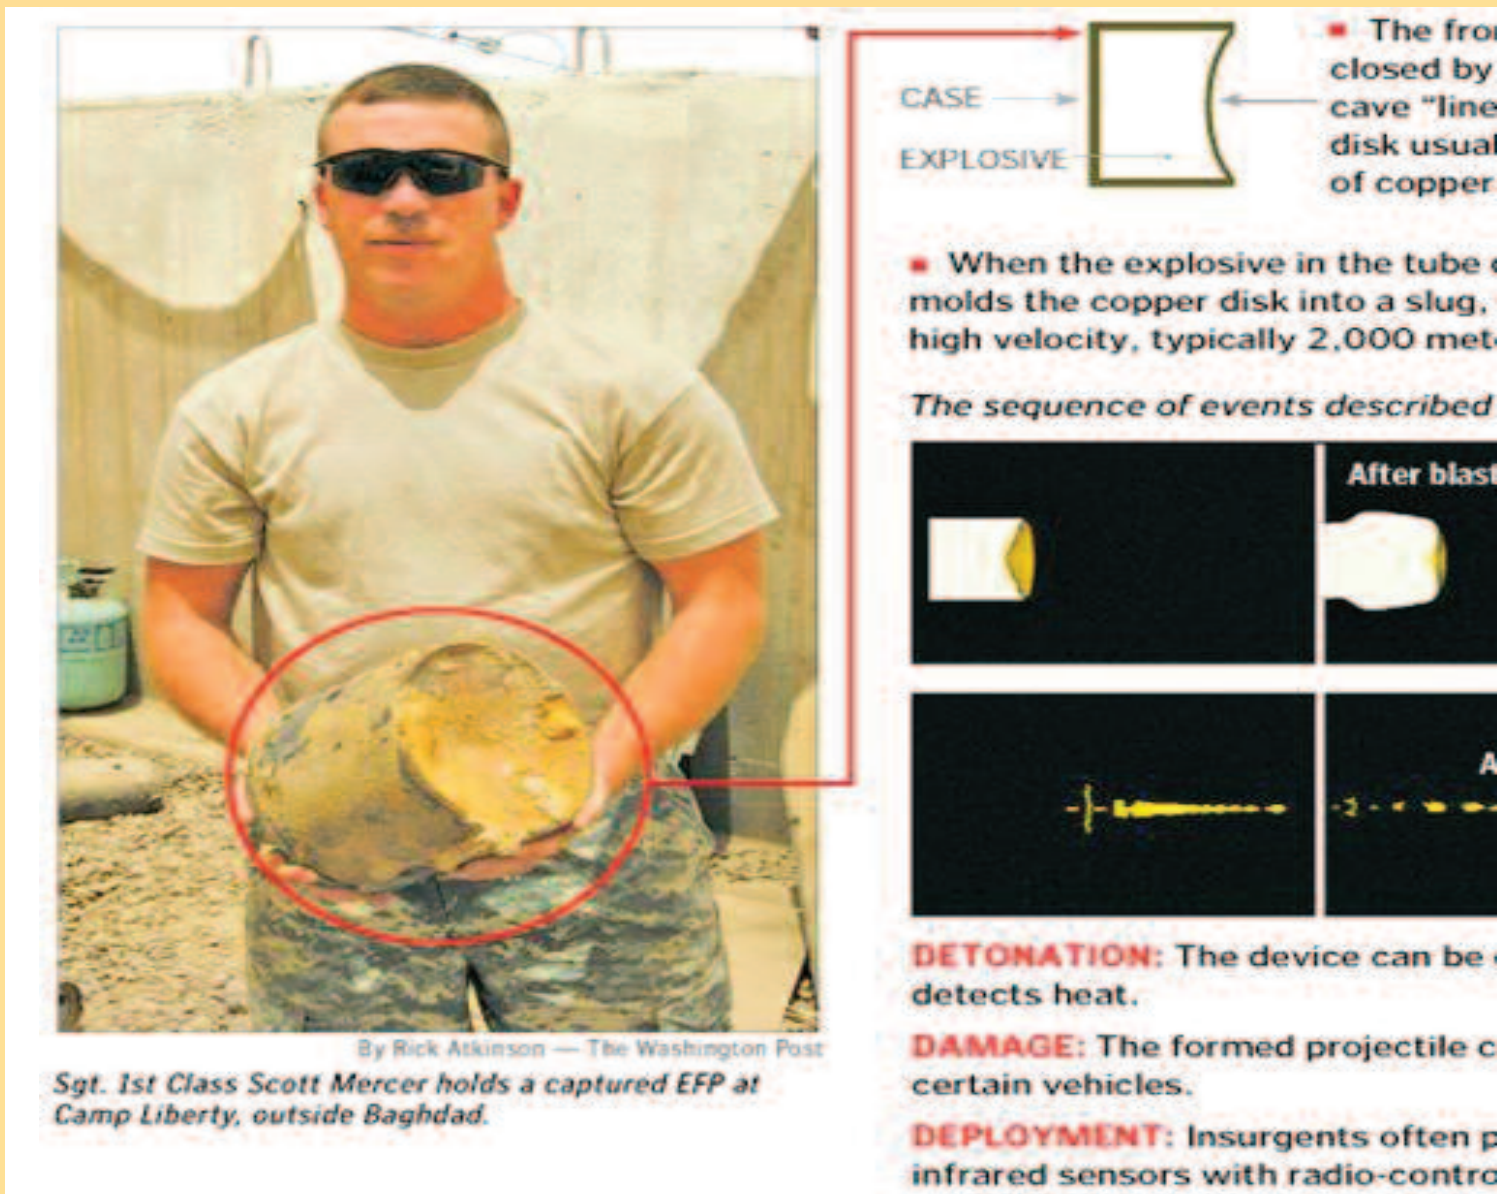 CASE
EXPLOSIVE
■ The fron
closed by
cave "line
disk usual
of copper
■ When the explosive in the tube
molds the copper disk into a slug,
high velocity, typically 2,000 met
The sequence of events described
After blast
A
DETONATION: The device can be
detects heat.
DAMAGE: The formed projectile c
certain vehicles.
DEPLOYMENT: Insurgents often p
infrared sensors with radio-contro
By Rick Atkinson — The Washington Post
Sgt. 1st Class Scott Mercer holds a captured EFP at
Camp Liberty, outside Baghdad.